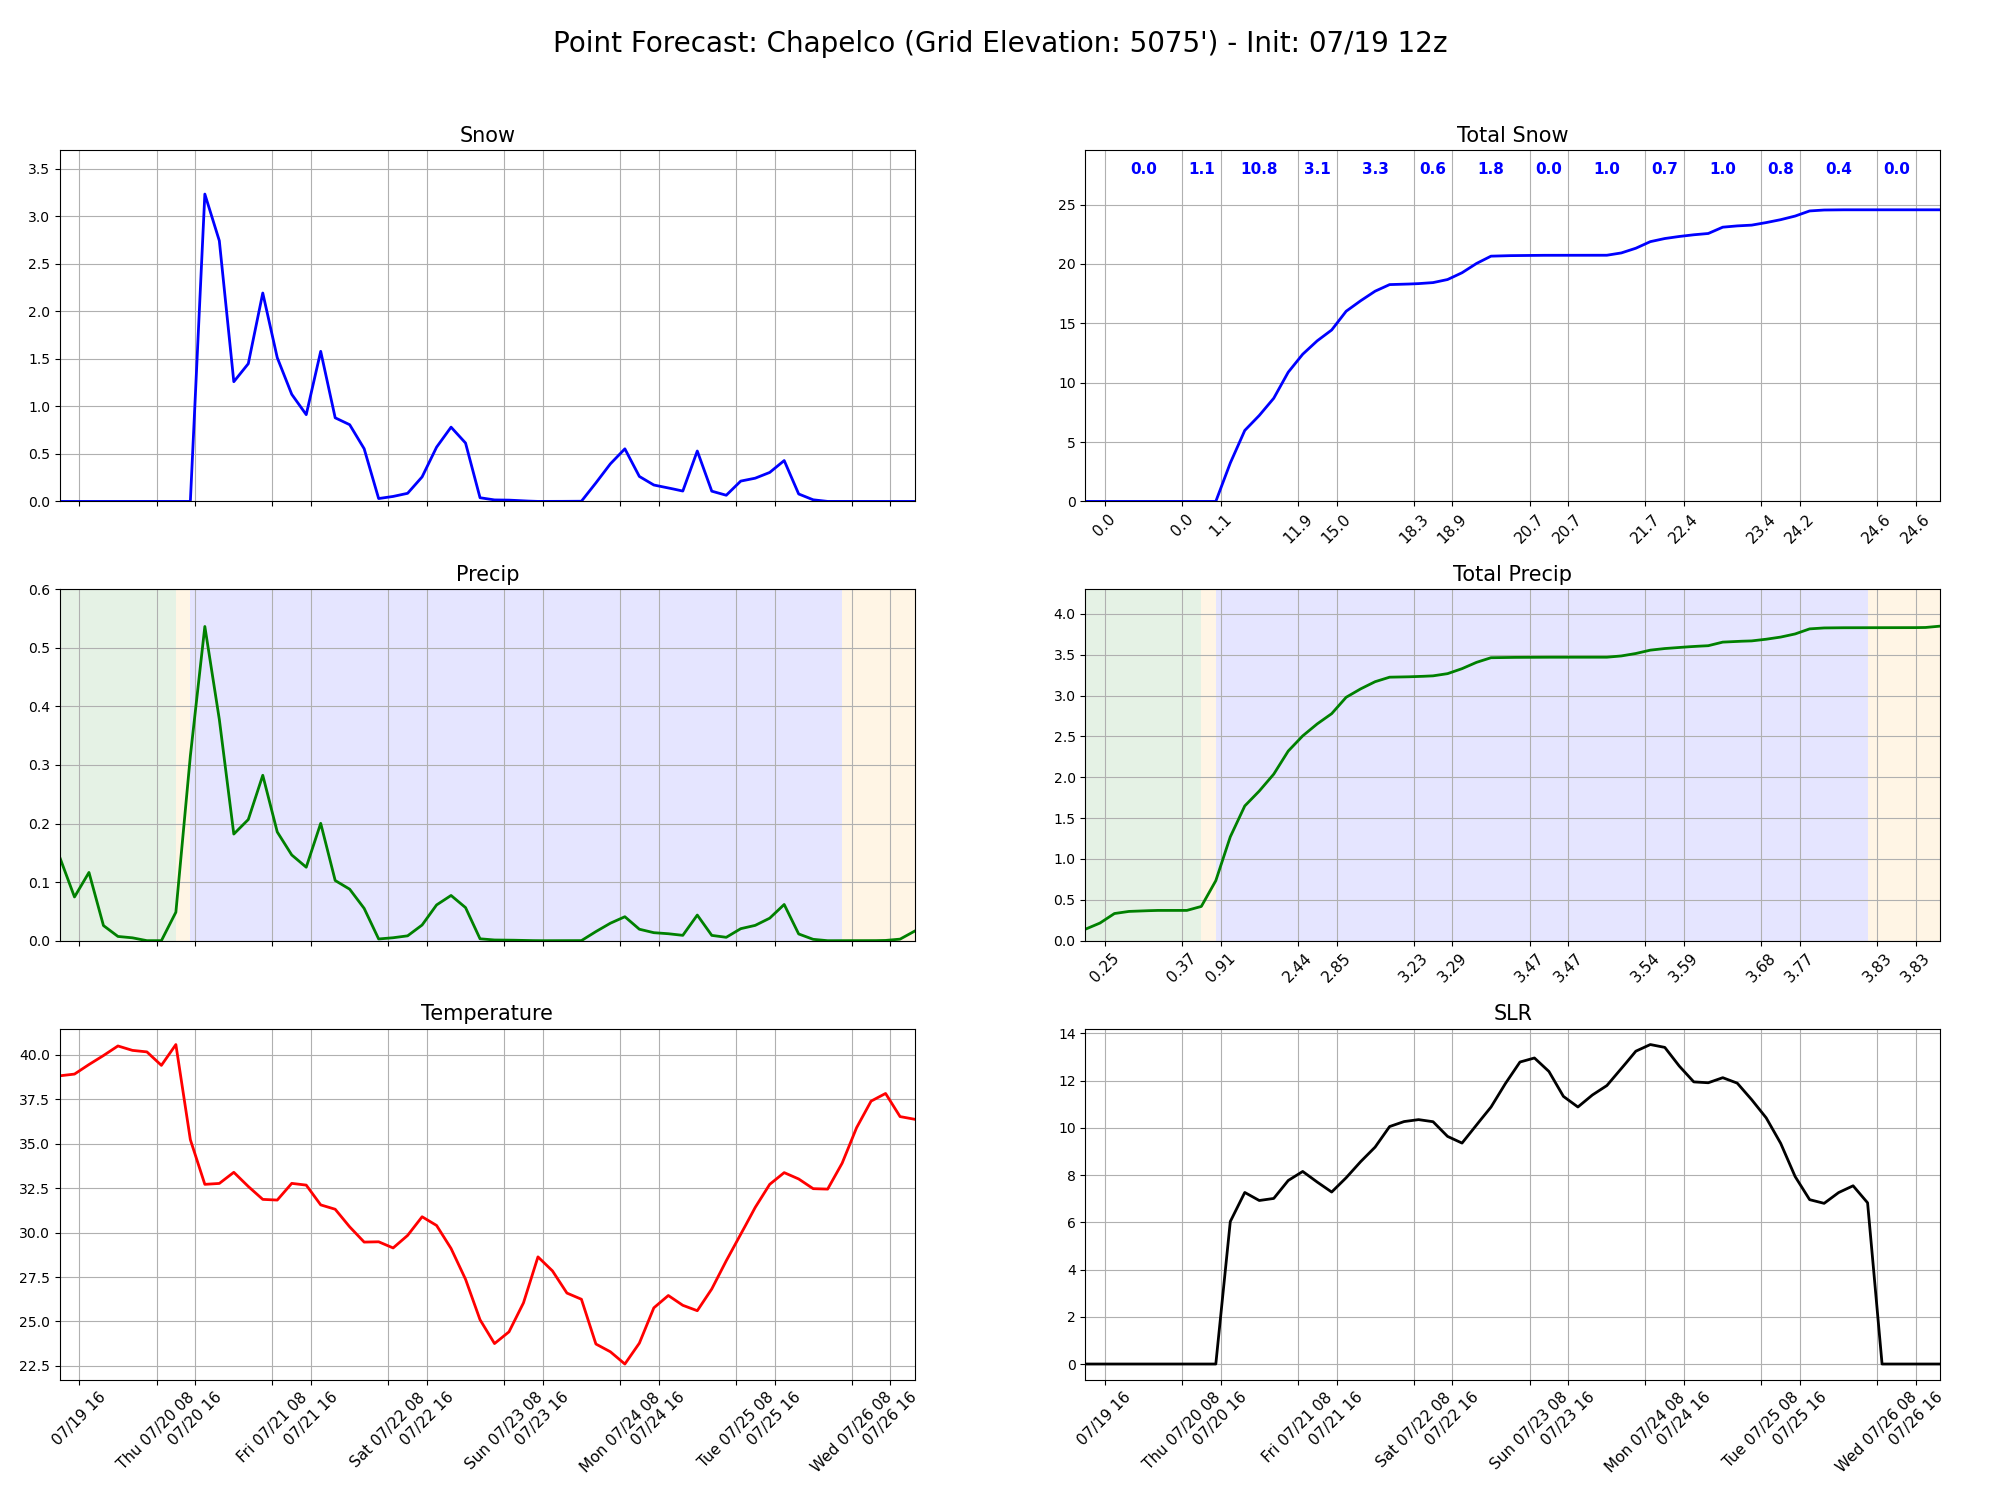 Point Forecast: Chapelco (Grid Elevation: 5075') - Init: 07/19 12z
Snow
3.5
3.0
2.5
2.0
1.5
1.0
0.5
0.0
Total Snow
0.0 1.1 10.8 3.1 3.3 0.6 1.8 0.0 1.0 0.7 1.0 0.8 0.4 0.0
25
20
15
10
5
0
0.0 0.0 1.1 11.9 15.0 18.3 18.9 20.7 20.7 21.7 22.4 23.4 24.2 24.6 24.6
Precip
0.6
0.5
0.4
0.3
0.2
0.1
0.0
Total Precip
4.0
3.5
3.0
2.5
2.0
1.5
1.0
0.5
0.0
0.25 0.37 0.91 2.44 2.85 3.23 3.29 3.47 3.47 3.54 3.59 3.68 3.77 3.83 3.83
Temperature
40.0
37.5
35.0
32.5
30.0
27.5
25.0
22.5
07/19 16
Thu 07/20 08
07/20 16
Fri 07/21 08
07/21 16
Sat 07/22 08
07/22 16
Sun 07/23 08
07/23 16
Mon 07/24 08
07/24 16
Tue 07/25 08
07/25 16
Wed 07/26 08
07/26 16
SLR
14
12
10
8
6
4
2
0
07/19 16
Thu 07/20 08
07/20 16
Fri 07/21 08
07/21 16
Sat 07/22 08
07/22 16
Sun 07/23 08
07/23 16
Mon 07/24 08
07/24 16
Tue 07/25 08
07/25 16
Wed 07/26 08
07/26 16